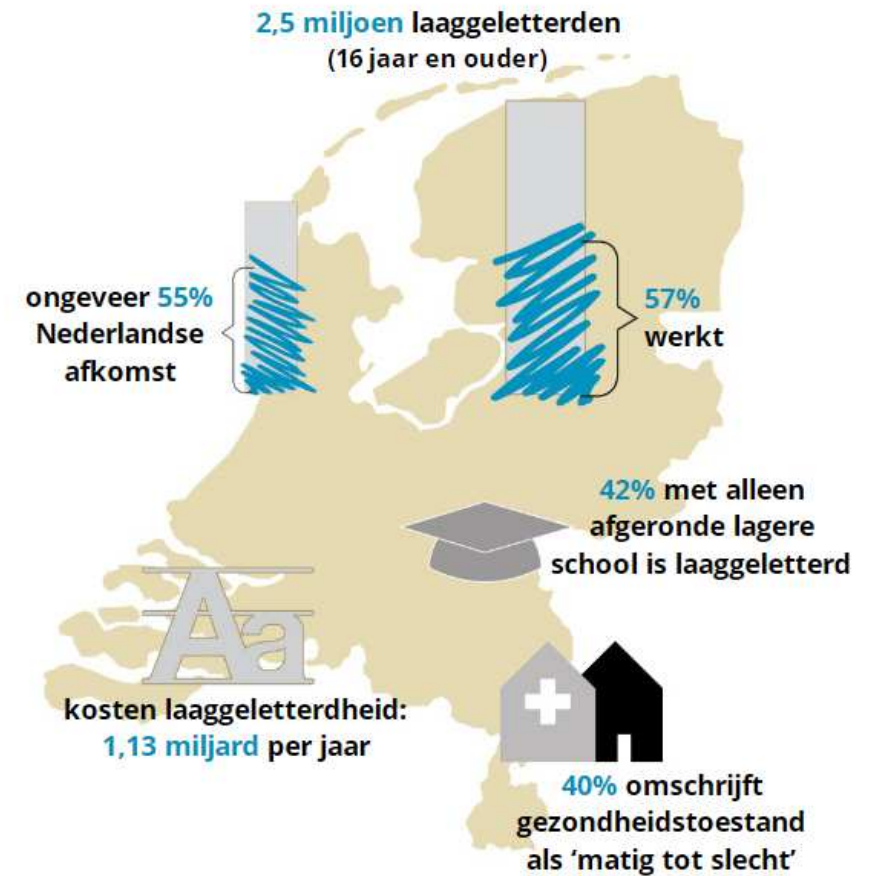 2,5 miljoen laaggeletterden
(16 jaar en ouder)
ongeveer 55%
Nederlandse
afkomst
57%
werkt
42% met alleen
afgeronde lagere
school is laaggeletterd
Aa
kosten laaggeletterdheid:
1,13 miljard per jaar
40% omschrijft
gezondheidstoestand
als ‘matig tot slecht’